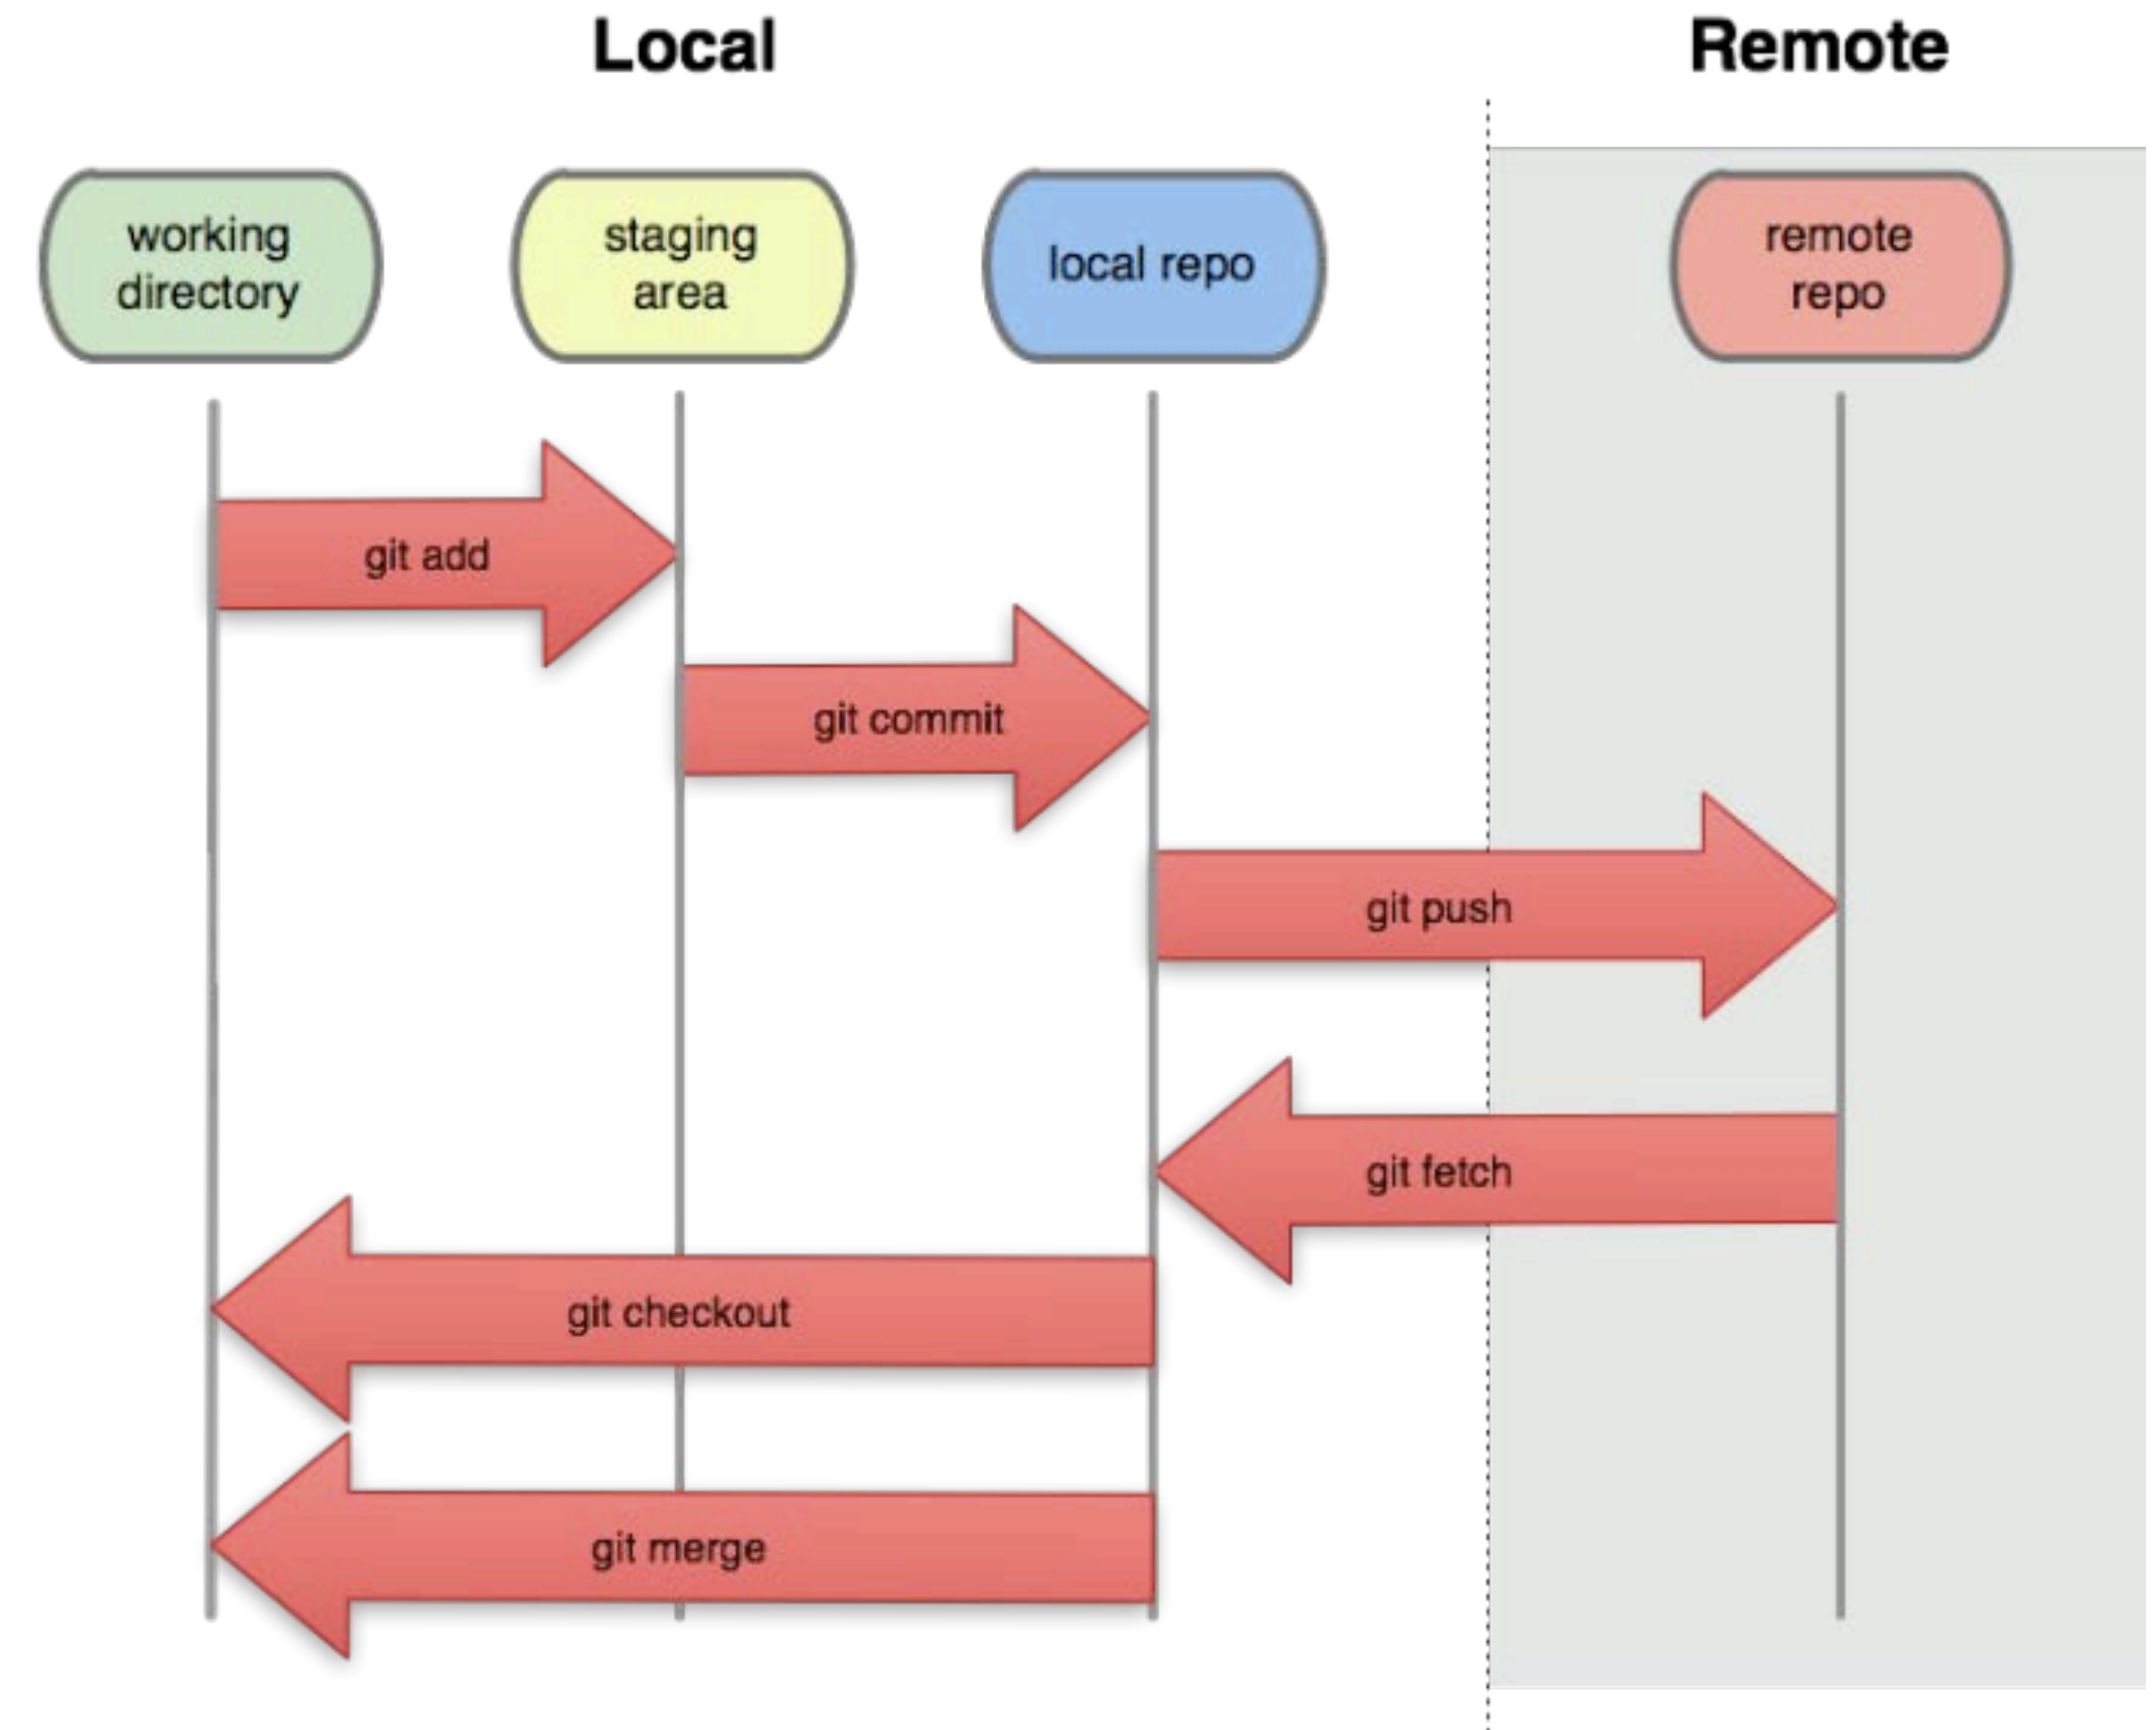 Local
Remote
working
directory
staging
area
local repo
remote
repo
git add
git commit
git push
git fetch
git checkout
git merge